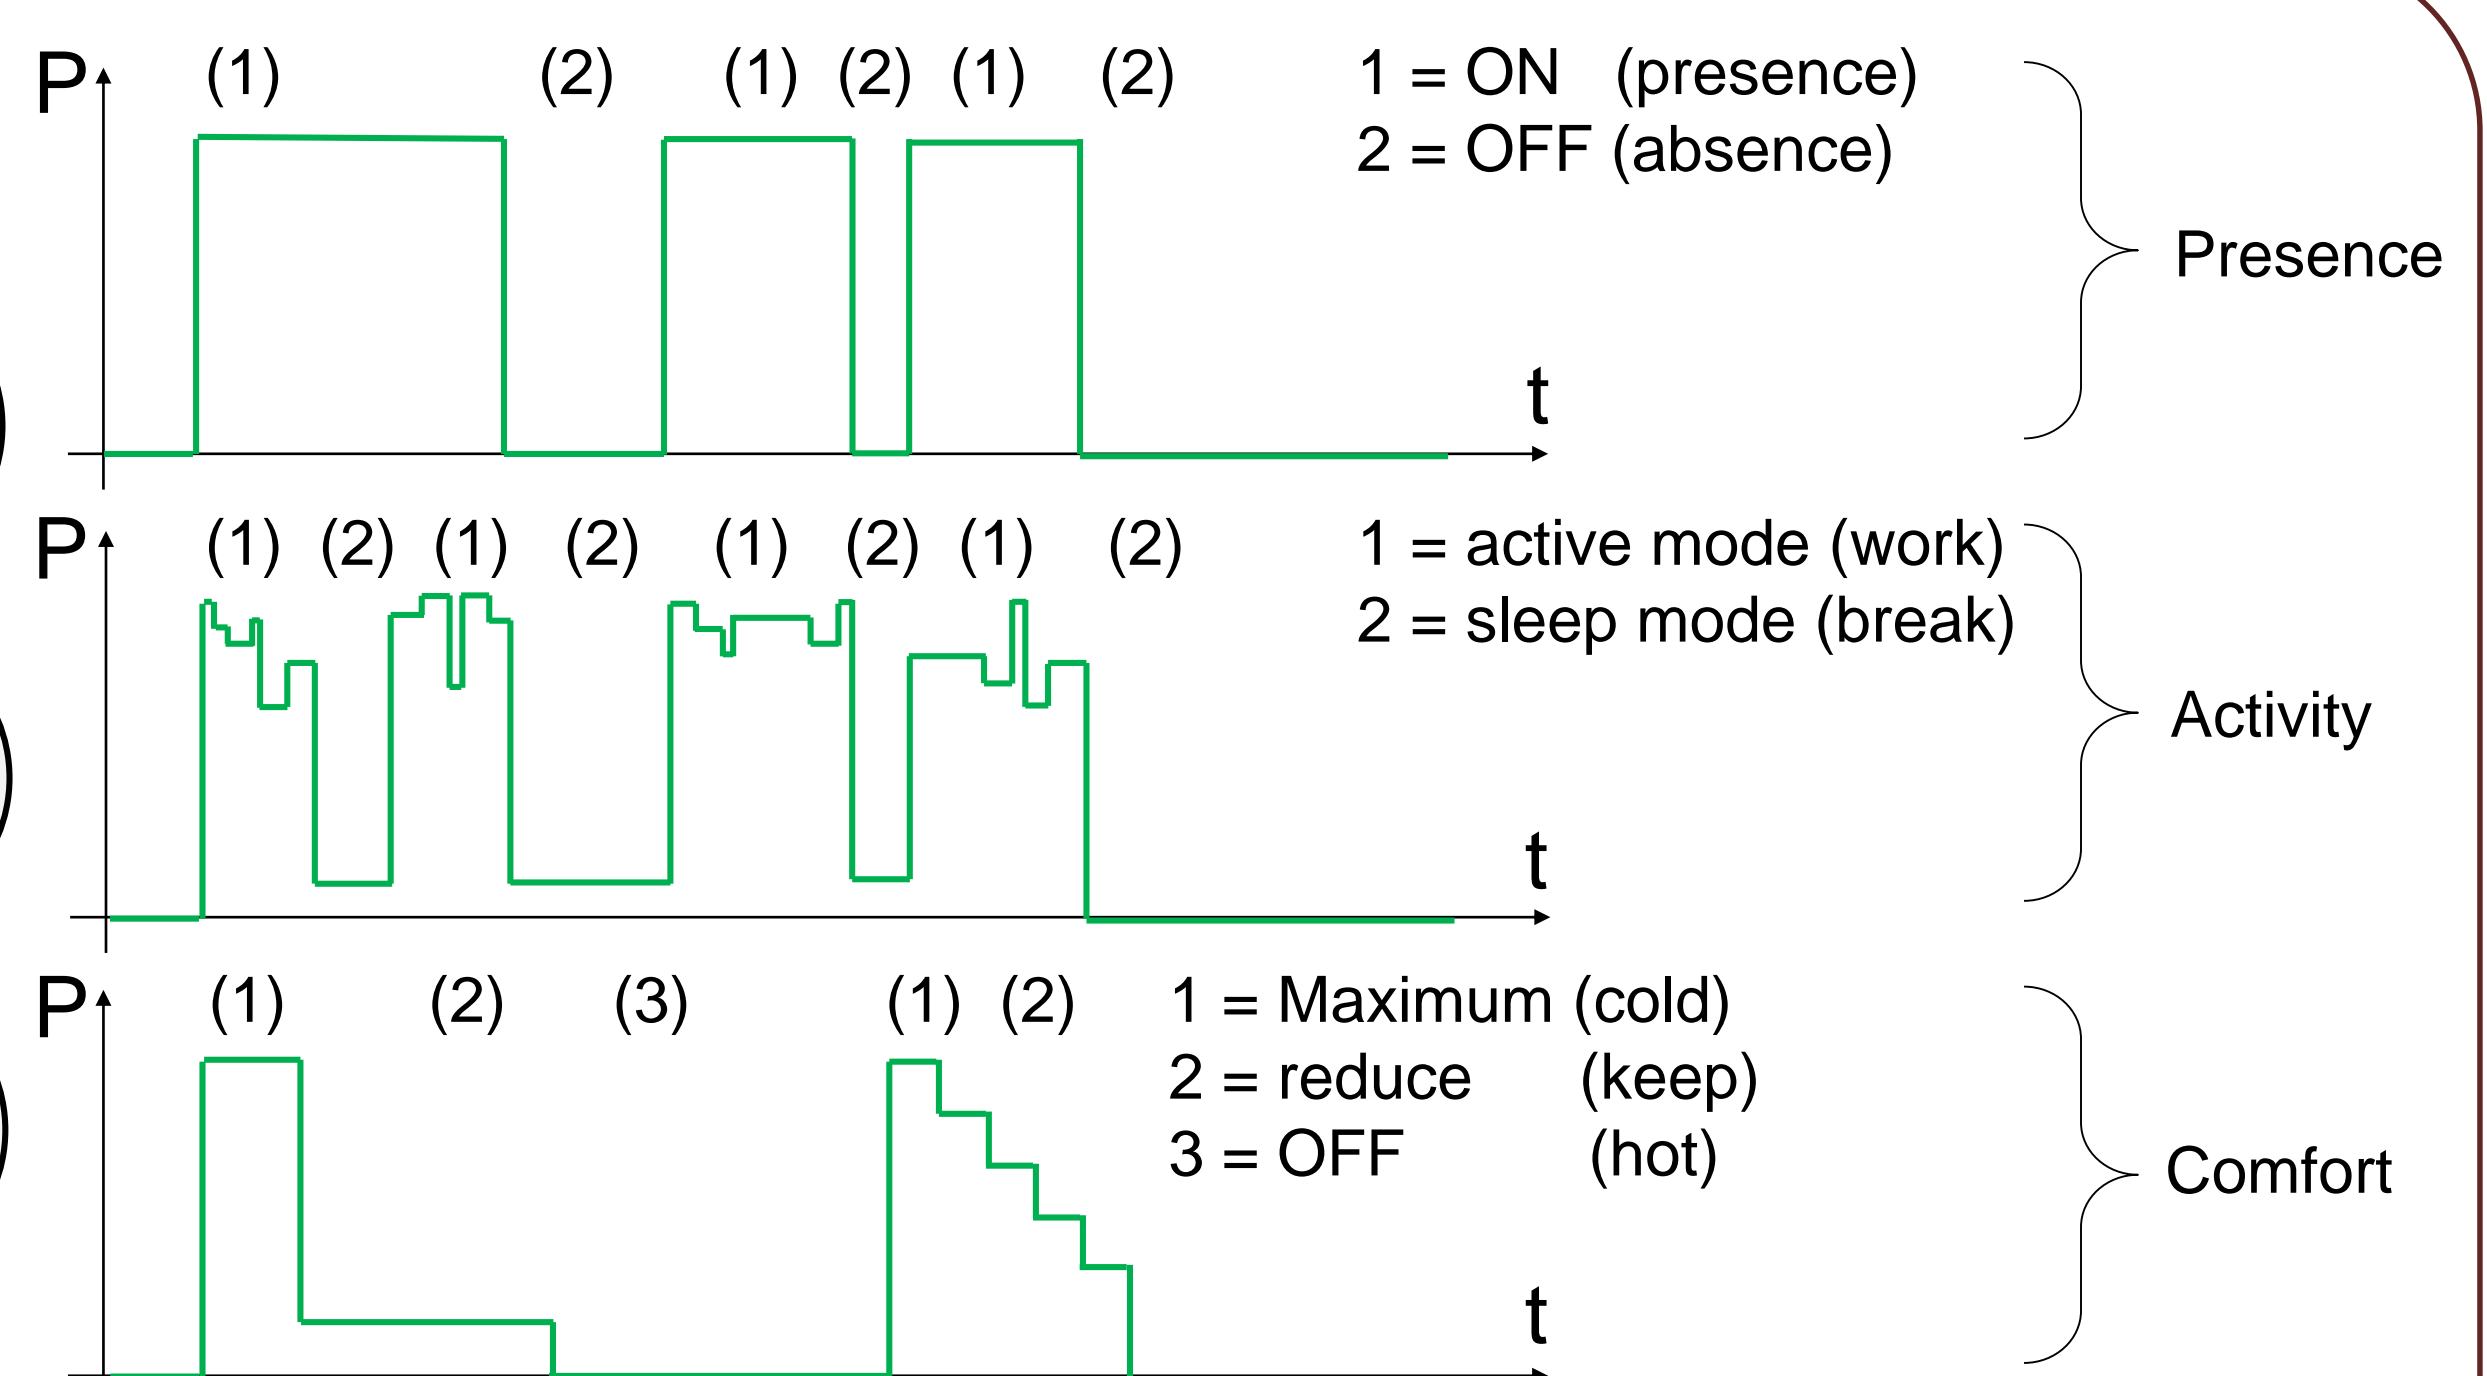 P (1) (2) (1) (2) (1) (2) 1 = ON (presence)
2 = OFF (absence)
Presence
t
P (1) (2) (1) (2) (1) (2) (1) (2) 1 = active mode (work)
2 = sleep mode (break)
Activity
t
P (1) (2) (3) (1) (2) 1 = Maximum (cold)
2 = reduce (keep)
3 = OFF (hot)
Comfort
t